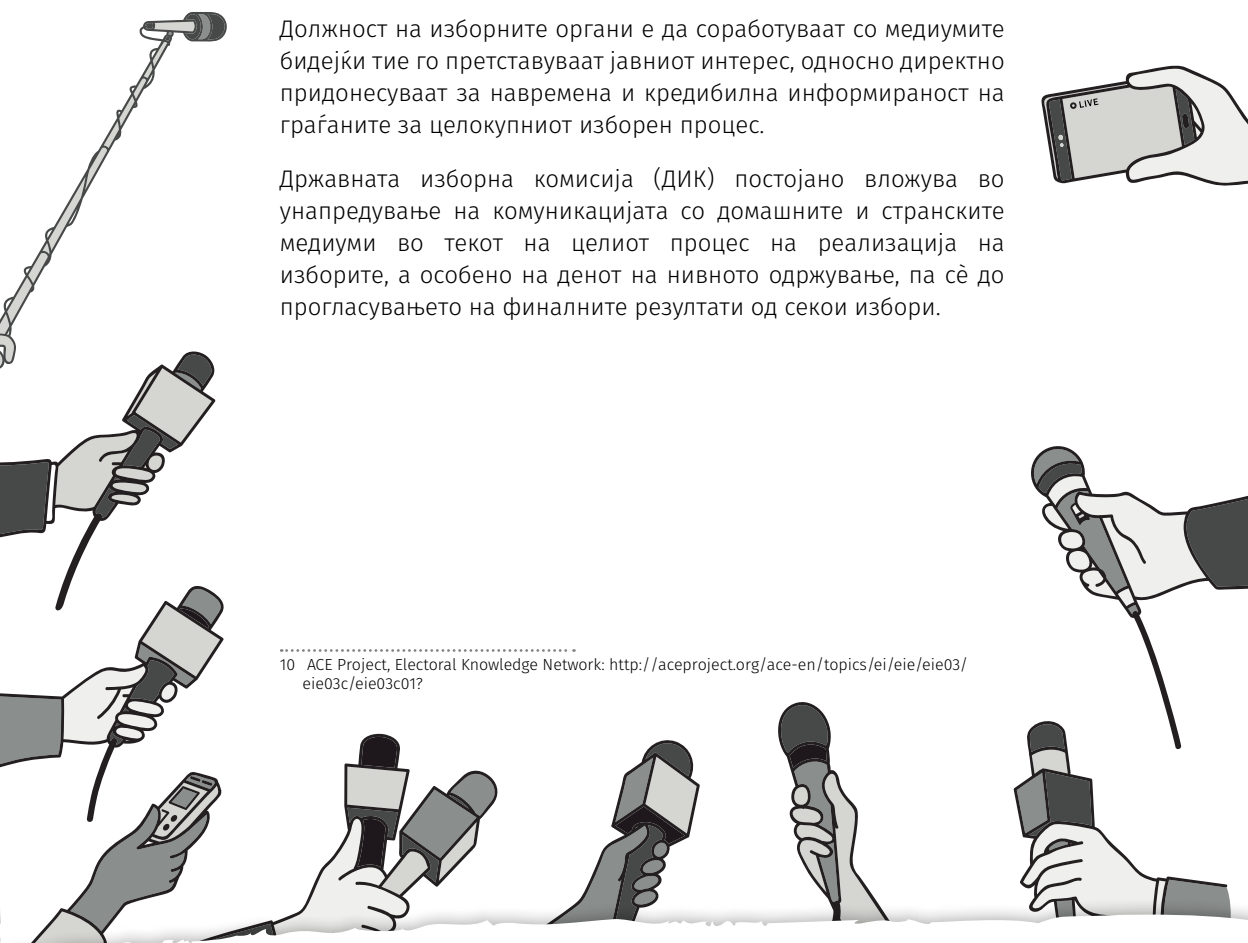 Должност на изборните органи е да соработуваат со медиумите
бидејќи тие го претставуваат јавниот интерес, односно директно
придонесуваат за навремена и кредибилна информираност на
граѓаните за целокупниот изборен процес.
Државната изборна комисија (ДИК) постојано вложува во
унапредување на комуникацијата со домашните и странските
медиуми во текот на целиот процес на реализација на
изборите, а особено на денот на нивното одржување, па сѐ до
прогласувањето на финалните резултати од секои избори.
LIVE
10 ACE Project, Electoral Knowledge Network: http://aceproject.org/ace-en/topics/ei/eie/eie03/
eie03c/eie03c01?